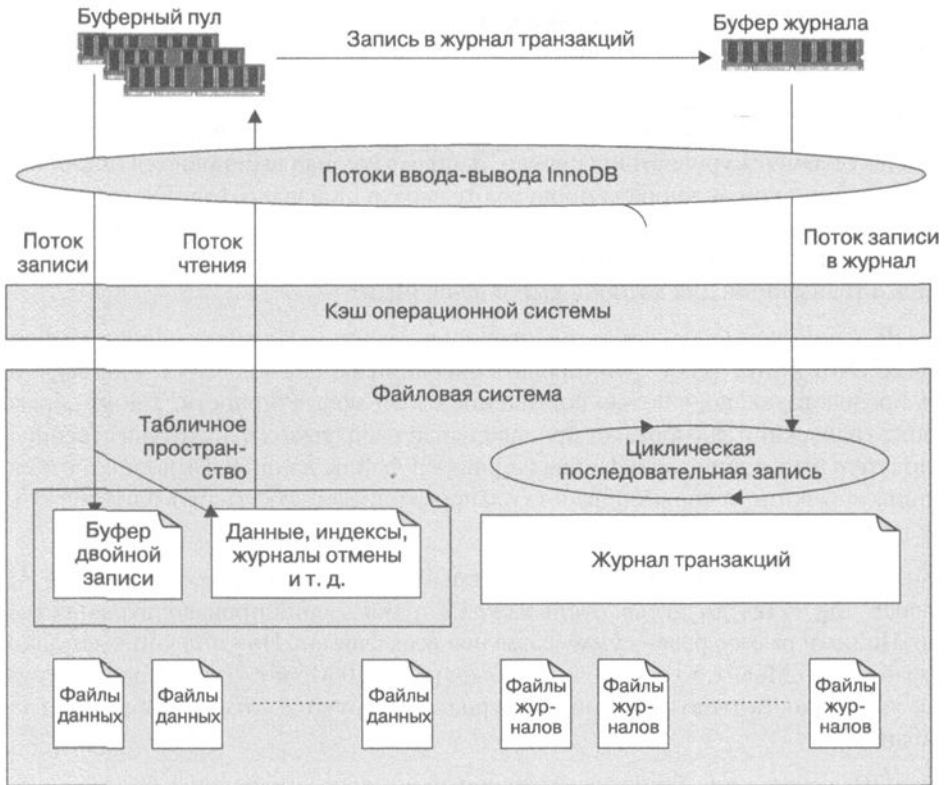 Буферный пул
Запись в журнал транзакций
Буфер журнала
Потоки ввода-вывода InnoDB
Поток
записи
Поток
чтения
Поток записи
в журнал
Кэш операционной системы
Файловая система
Табличное
простран-
ство
Циклическая
последовательная запись
Буфер
двойной
записи
Данные, индексы,
журналы отмены
и т. д.
Журнал транзакций
Файлы
данных
Файлы
данных
Файлы
данных
Файлы
жур-
налов
Файлы
жур-
налов
Файлы
жур-
налов